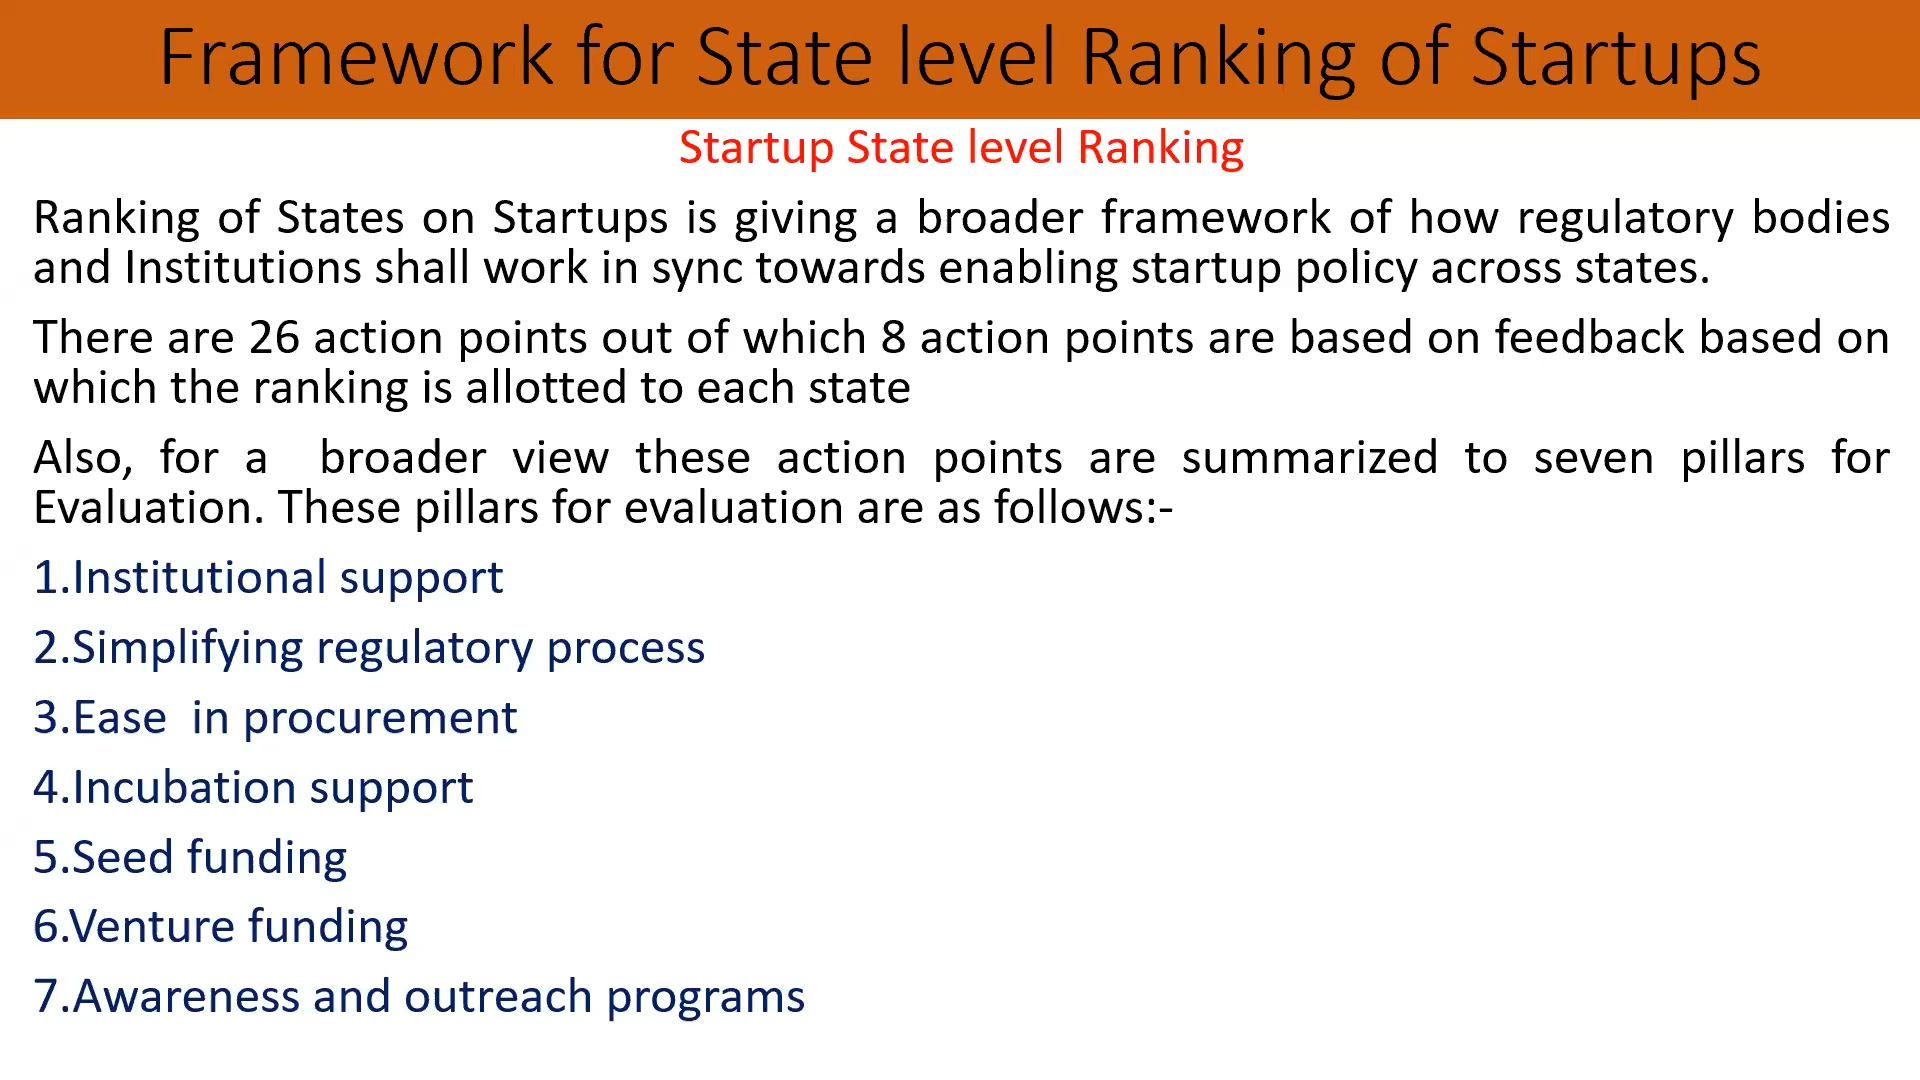 Framework for State level Ranking of Startups
Startup State level Ranking
Ranking of States on Startups is giving a broader framework of how regulatory bodies
and Institutions shall work in sync towards enabling startup policy across states.
There are 26 action points out of which 8 action points are based on feedback based on
which the ranking is allotted to each state
Also, for a  broader view these action points are summarized to seven pillars for
Evaluation. These pillars for evaluation are as follows:-
1.Institutional support
2.Simplifying regulatory process
3.Ease  in procurement
4.Incubation support
5.Seed funding
6.Venture funding
7.Awareness and outreach programs